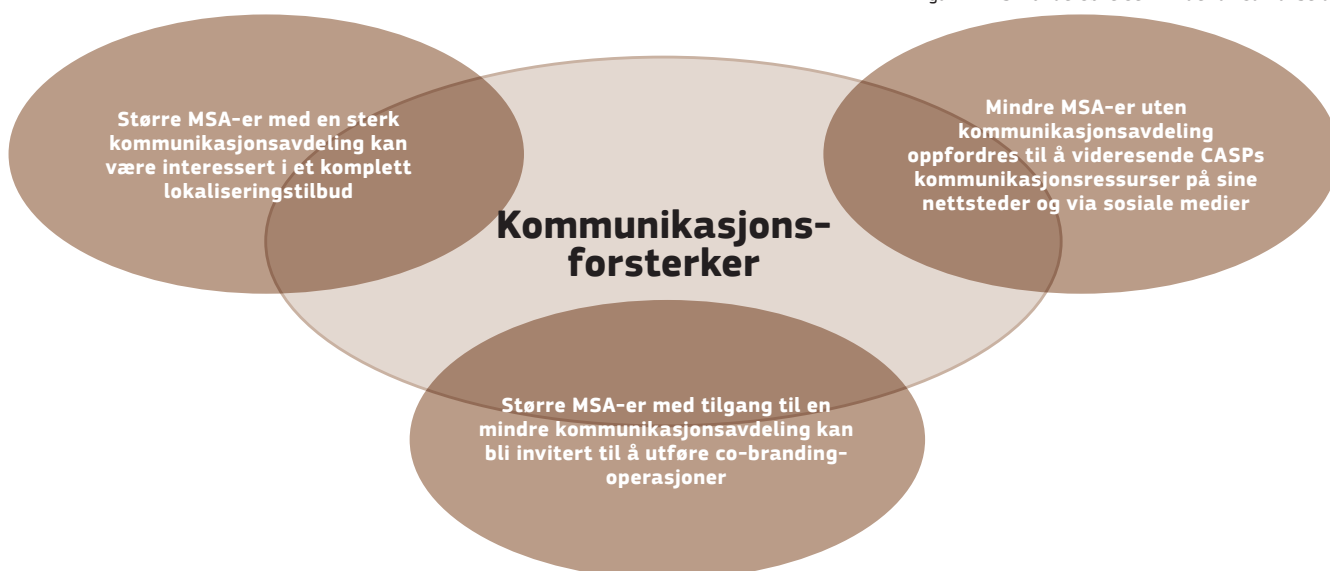 Større MSA-er med en sterk
kommunikasjonsavdeling kan
være interessert i et komplett
lokaliseringstilbud
Mindre MSA-er uten
kommunikasjonsavdeling
oppfordres til å videresende CASPs
kommunikasjonsressurser på sine
nettsteder og via sosiale medier
Kommunikasjons-
forsterker
Større MSA-er med tilgang til en
mindre kommunikasjonsavdeling kan
bli invitert til å utføre co-branding-
operasjoner